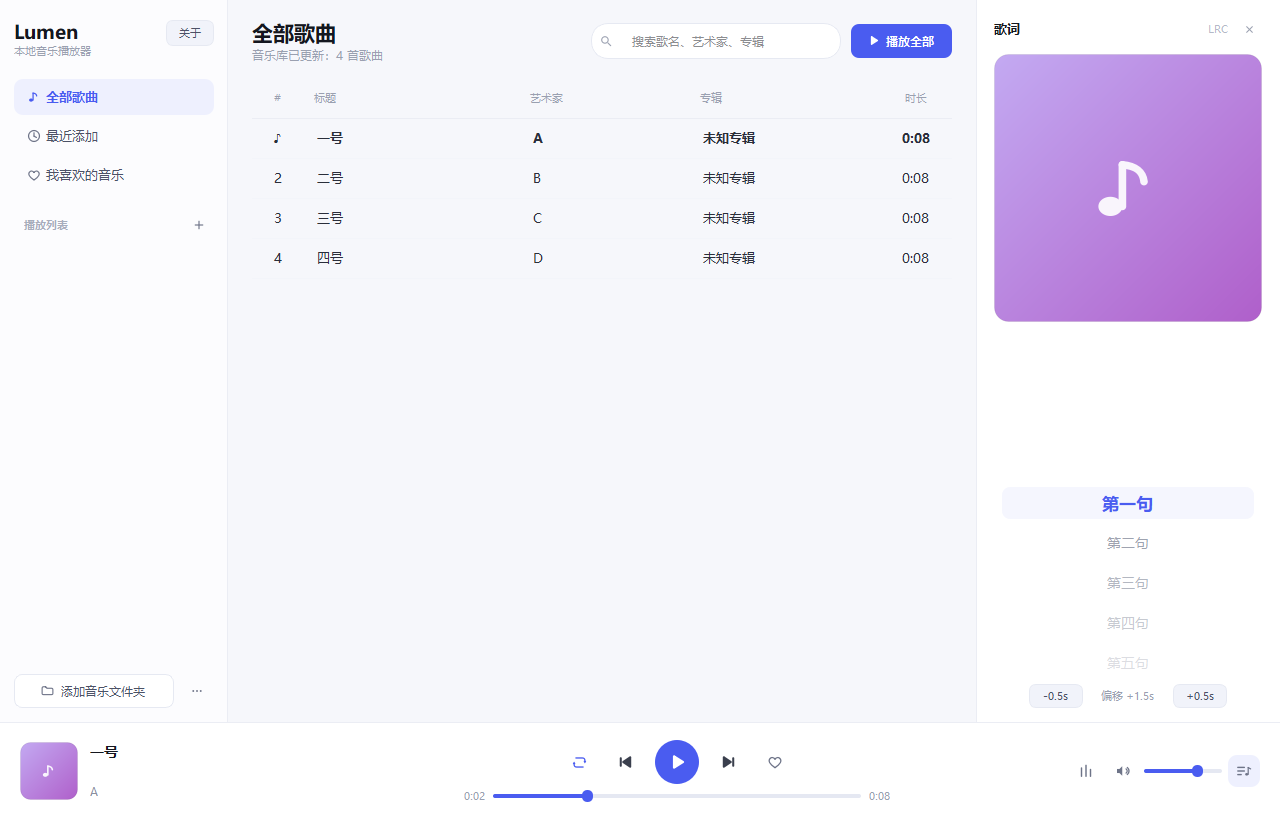 Lumen
本地音乐播放器
关于
全部歌曲
最近添加
我喜欢的音乐
播放列表
添加音乐文件夹
全部歌曲
音乐库已更新：4 首歌曲
搜索歌名、艺术家、专辑
播放全部
# 标题 艺术家 专辑 时长
一号 A 未知专辑 0:08
2 二号 B 未知专辑 0:08
3 三号 C 未知专辑 0:08
4 四号 D 未知专辑 0:08
歌词 LRC ×
第一句
第二句
第三句
第四句
第五句
-0.5s 偏移 +1.5s +0.5s
一号
A
0:02 0:08